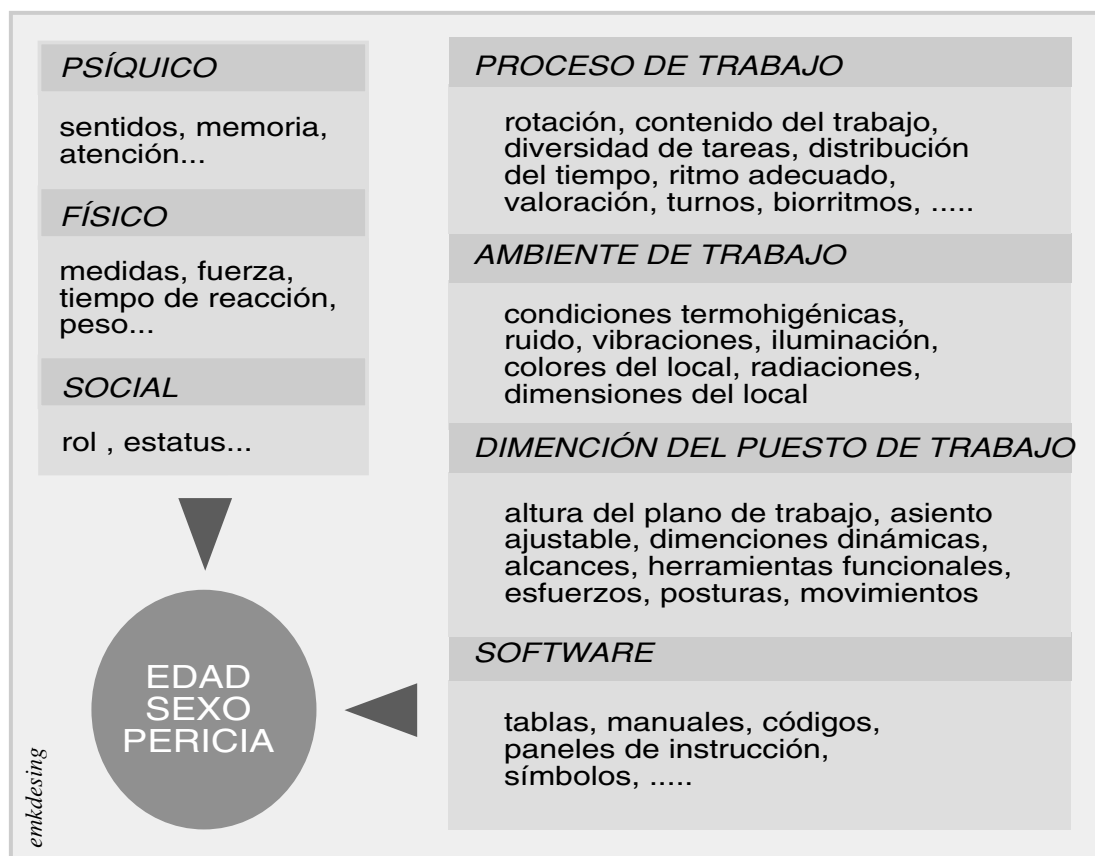 PSÍQUICO
sentidos, memoria,
atención...
FÍSICO
medidas, fuerza,
tiempo de reacción,
peso...
SOCIAL
rol , estatus...
EDAD
SEXO
PERICIA
emkdesing
PROCESO DE TRABAJO
rotación, contenido del trabajo,
diversidad de tareas, distribución
del tiempo, ritmo adecuado,
valoración, turnos, biorritmos, .....
AMBIENTE DE TRABAJO
condiciones termohigénicas,
ruido, vibraciones, iluminación,
colores del local, radiaciones,
dimensiones del local
DIMENCIÓN DEL PUESTO DE TRABAJO
altura del plano de trabajo, asiento
ajustable, dimenciones dinámicas,
alcances, herramientas funcionales,
esfuerzos, posturas, movimientos
SOFTWARE
tablas, manuales, códigos,
paneles de instrucción,
símbolos, .....